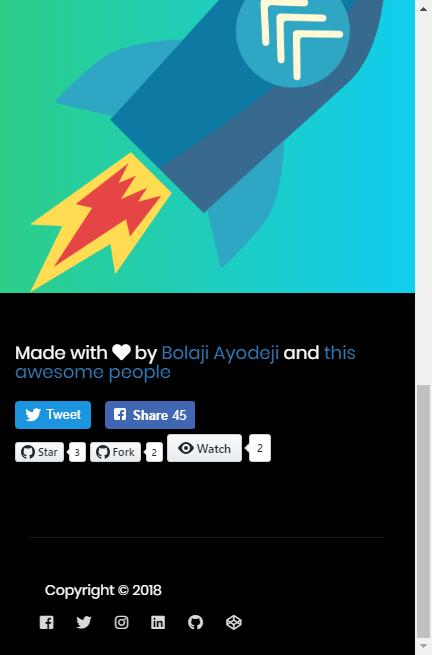 Made with by Bolaji Ayodeji and this
awesome people
Tweet Share 45
Star 3 Fork 2 Watch 2
Copyright © 2018